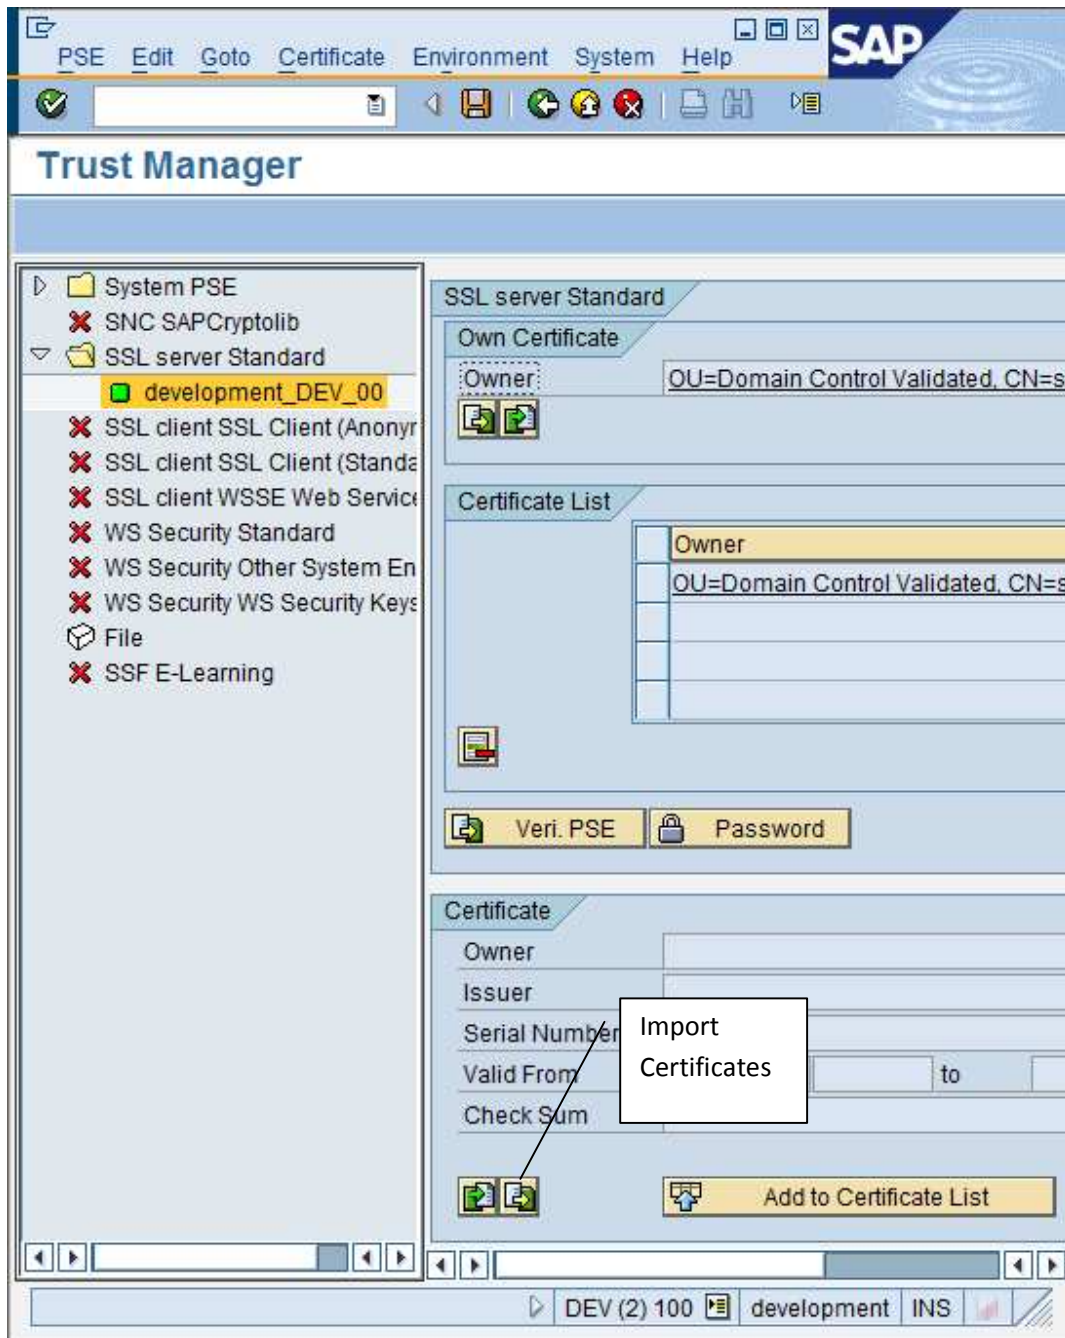 PSE Edit Goto Certificate Environment System Help
SAP
Trust Manager
System PSE
SNC SAPCryptolib
SSL server Standard
development_DEV_00
SSL client SSL Client (Anonyr
SSL client SSL Client (Standa
SSL client WSSE Web Service
WS Security Standard
WS Security Other System En
WS Security WS Security Keys
File
SSF E-Learning
SSL server Standard
Own Certificate
Owner OU=Domain Control Validated, CN=s
Certificate List
Owner
OU=Domain Control Validated, CN=s
Veri. PSE Password
Certificate
Owner
Issuer
Serial Number
Valid From to
Check Sum
Import
Certificates
Add to Certificate List
DEV (2) 100 development INS